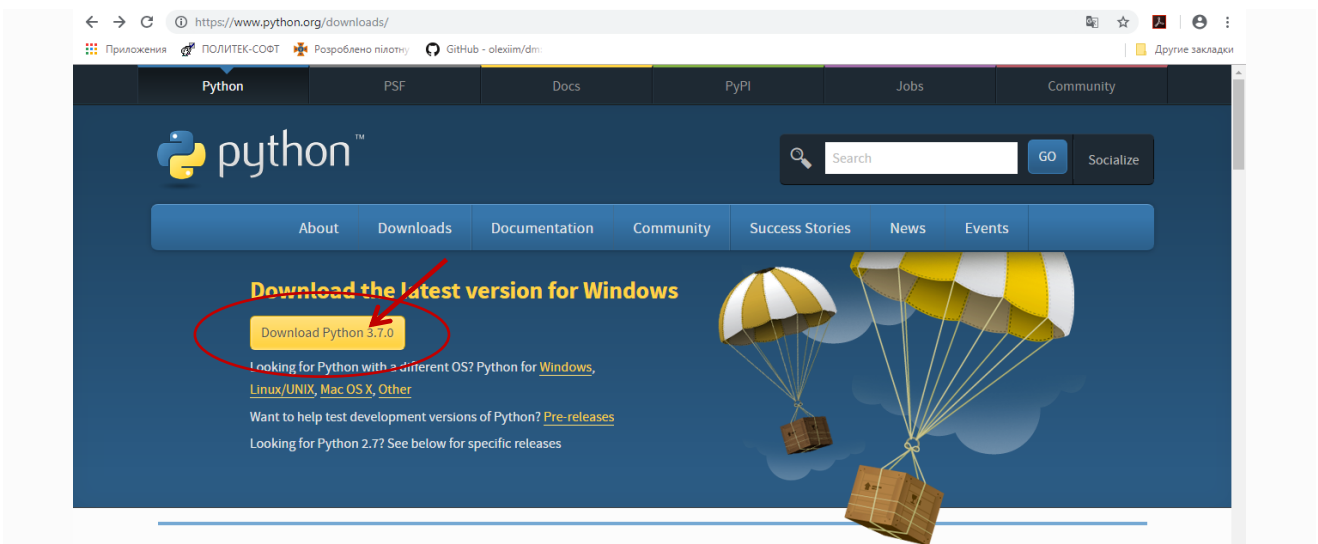 https://www.python.org/downloads/
Приложения ПОЛИТЕК-СОФТ Розроблено пілотну GitHub - olexiim/dm
Другие закладки
Python PSF Docs PyPI Jobs Community
python™
Search GO Socialize
About Downloads Documentation Community Success Stories News Events
Download the latest version for Windows
Download Python 3.7.0
Looking for Python with a different OS? Python for Windows,
Linux/UNIX, Mac OS X, Other
Want to help test development versions of Python? Pre-releases
Looking for Python 2.7? See below for specific releases